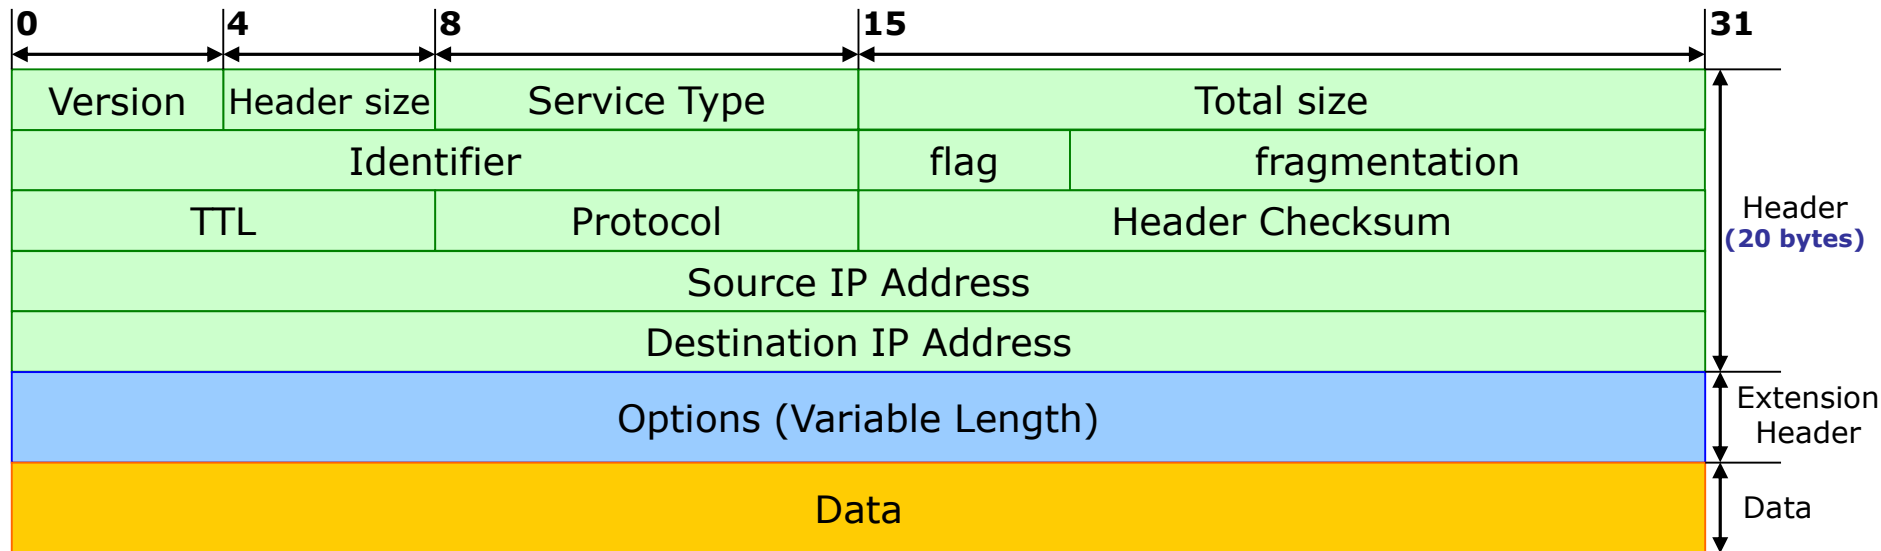 0 4 8 15 31
Version Header size Service Type Total size
Identifier flag fragmentation
TTL Protocol Header Checksum
Header
(20 bytes)
Source IP Address
Destination IP Address
Options (Variable Length)
Extension
Header
Data
Data